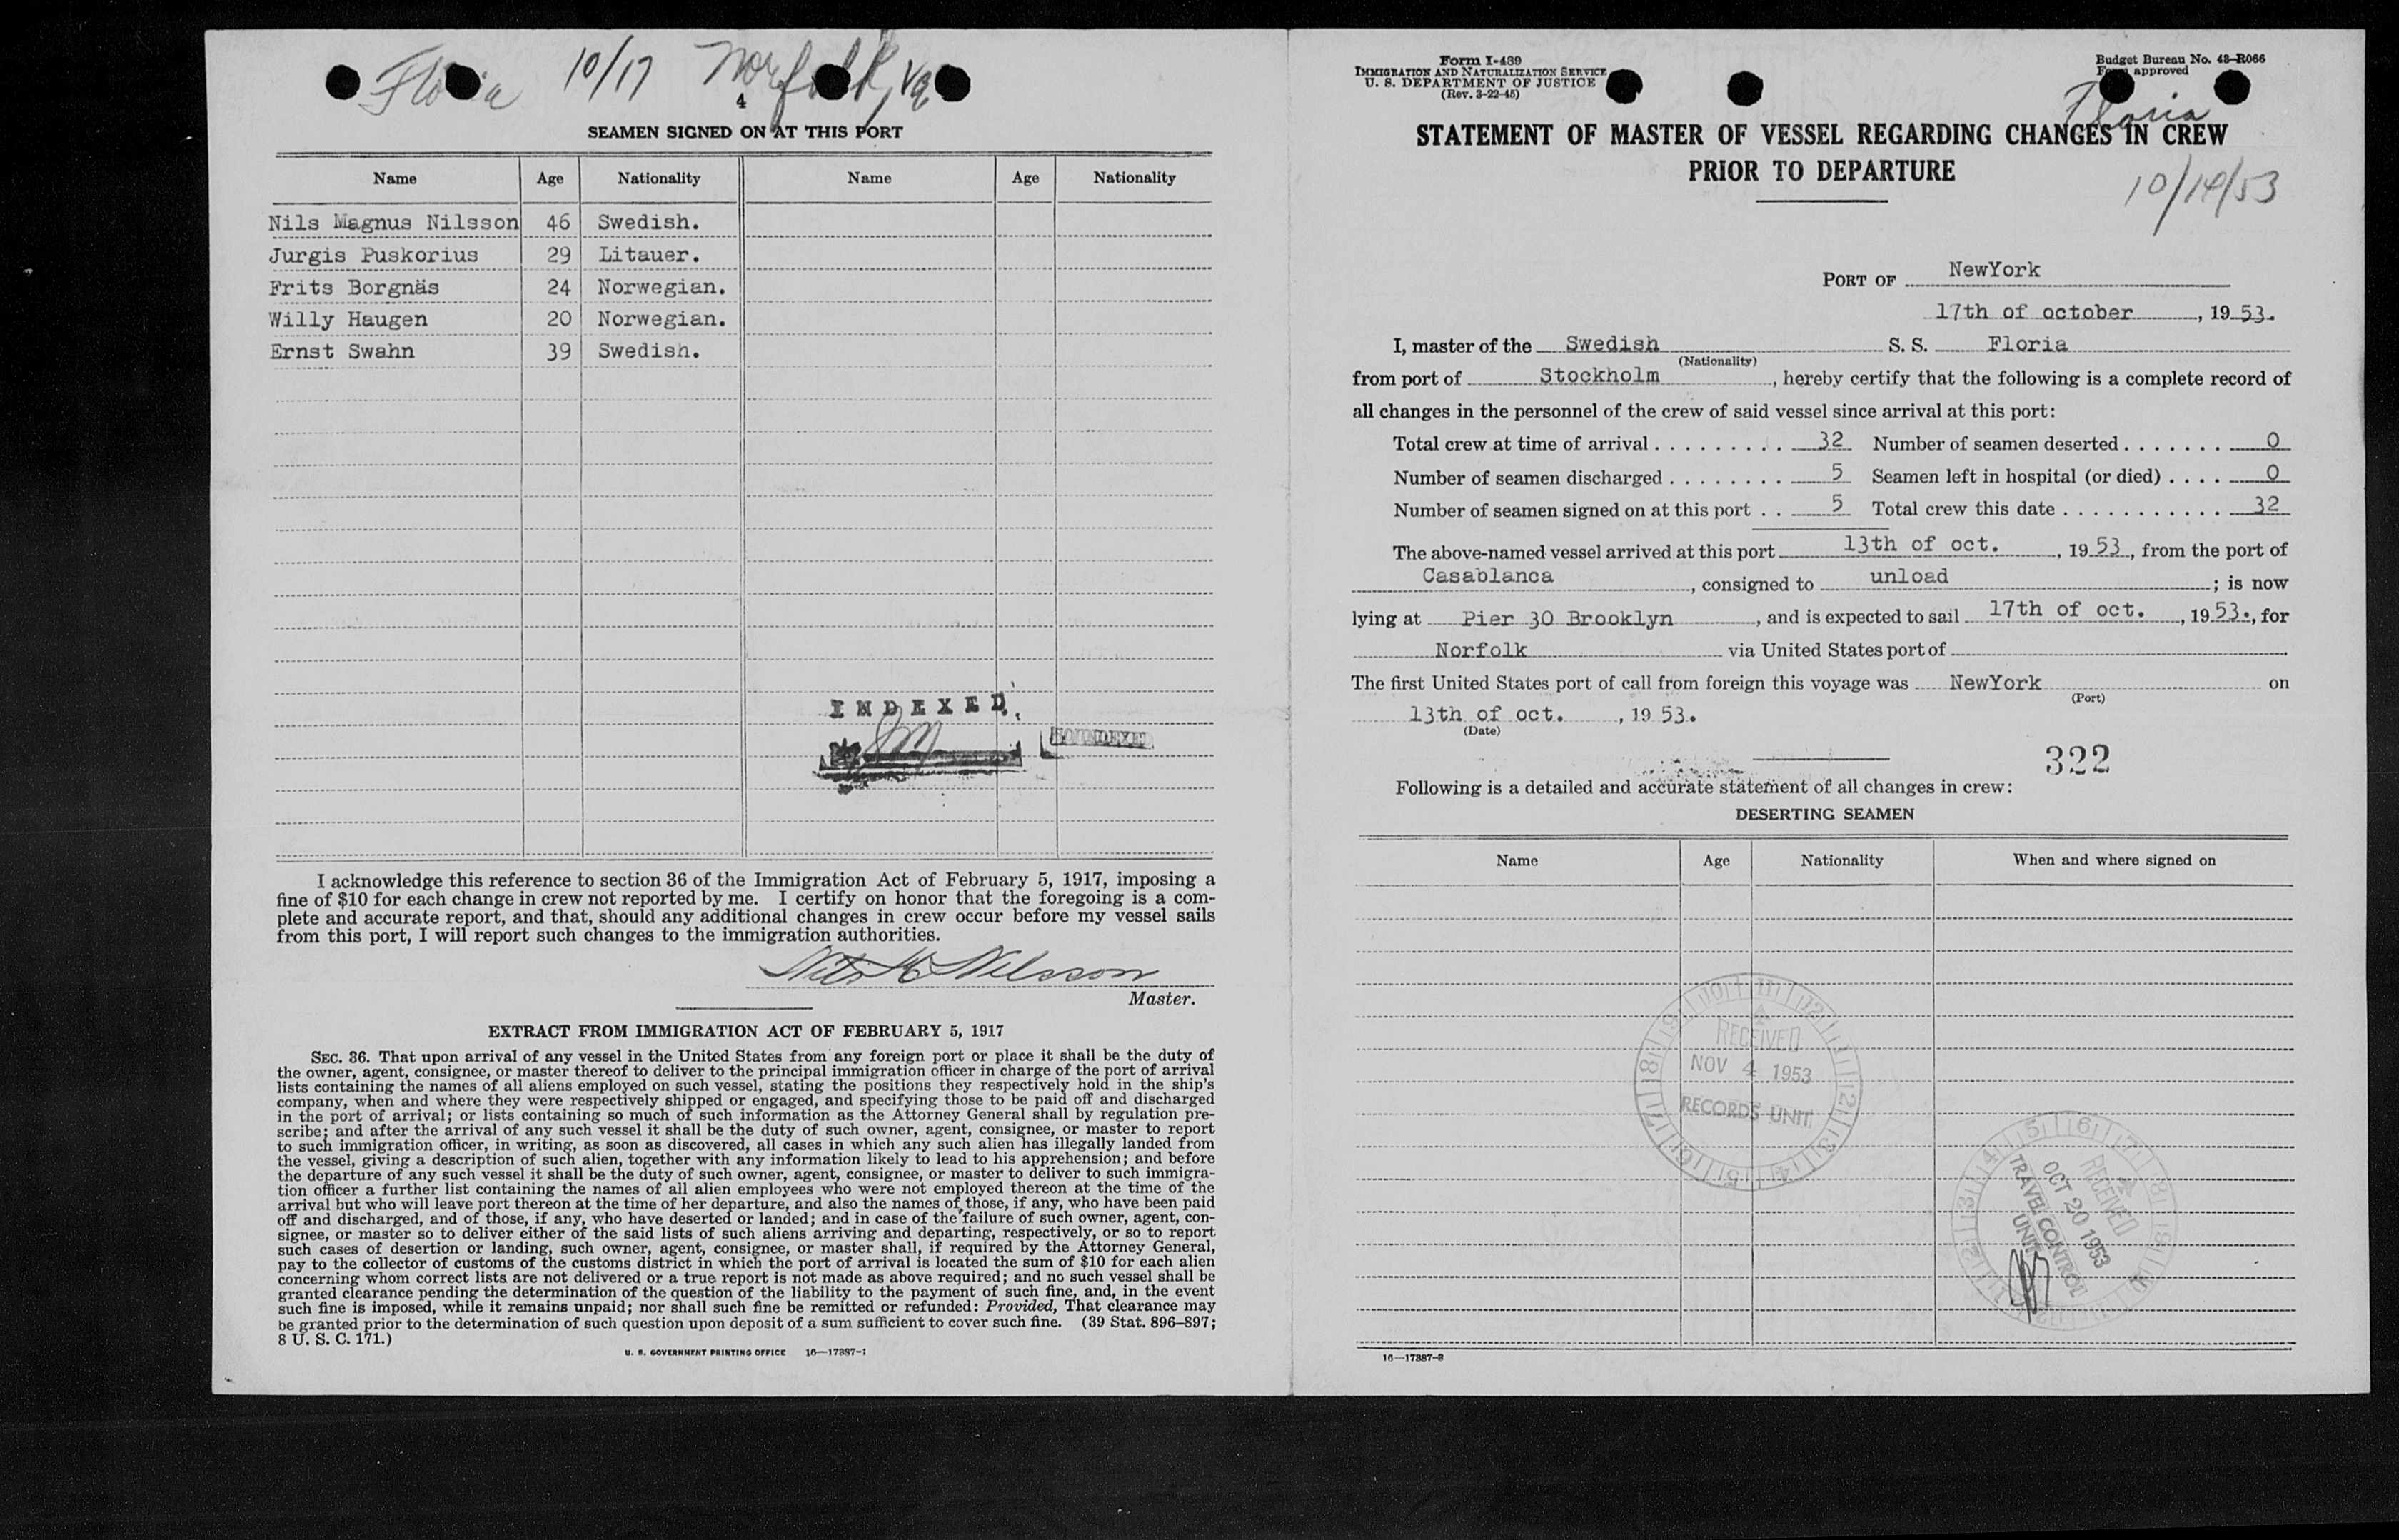 Floria 10/17 Norfolk, Va
4
SEAMEN SIGNED ON AT THIS PORT
Name Age Nationality Name Age Nationality
Nils Magnus Nilsson 46 Swedish.
Jurgis Puskorius 29 Litauer.
Frits Borgnäs 24 Norwegian.
Willy Haugen 20 Norwegian.
Ernst Swahn 39 Swedish.
INDEXED
I acknowledge this reference to section 36 of the Immigration Act of February 5, 1917, imposing a
fine of $10 for each change in crew not reported by me. I certify on honor that the foregoing is a com-
plete and accurate report, and that, should any additional changes in crew occur before my vessel sails
from this port, I will report such changes to the immigration authorities.
Nils M Nilsson
Master.
EXTRACT FROM IMMIGRATION ACT OF FEBRUARY 5, 1917
SEC. 36. That upon arrival of any vessel in the United States from any foreign port or place it shall be the duty of
the owner, agent, consignee, or master thereof to deliver to the principal immigration officer in charge of the port of arrival
lists containing the names of all aliens employed on such vessel, stating the positions they respectively hold in the ship's
company, when and where they were respectively shipped or engaged, and specifying those to be paid off and discharged
in the port of arrival; or lists containing so much of such information as the Attorney General shall by regulation pre-
scribe; and after the arrival of any such vessel it shall be the duty of such owner, agent, consignee, or master to report
to such immigration officer, in writing, as soon as discovered, all cases in which any such alien has illegally landed from
the vessel, giving a description of such alien, together with any information likely to lead to his apprehension; and before
the departure of any such vessel it shall be the duty of such owner, agent, consignee, or master to deliver to such immigra-
tion officer a further list containing the names of all alien employees who were not employed thereon at the time of the
arrival but who will leave port thereon at the time of her departure, and also the names of those, if any, who have been paid
off and discharged, and of those, if any, who have deserted or landed; and in case of the failure of such owner, agent, con-
signee, or master so to deliver either of the said lists of such aliens arriving and departing, respectively, or so to report
such cases of desertion or landing, such owner, agent, consignee, or master shall, if required by the Attorney General,
pay to the collector of customs of the customs district in which the port of arrival is located the sum of $10 for each alien
concerning whom correct lists are not delivered or a true report is not made as above required; and no such vessel shall be
granted clearance pending the determination of the question of the liability to the payment of such fine, and, in the event
such fine is imposed, while it remains unpaid; nor shall such fine be remitted or refunded: Provided, That clearance may
be granted prior to the determination of such question upon deposit of a sum sufficient to cover such fine. (39 Stat. 896–897;
8 U. S. C. 171.)
U. S. GOVERNMENT PRINTING OFFICE 16—17387-1
Form I-489
IMMIGRATION AND NATURALIZATION SERVICE
U. S. DEPARTMENT OF JUSTICE
(Rev. 3-22-45)
Budget Bureau No. 43–R066
Form approved
Floria
STATEMENT OF MASTER OF VESSEL REGARDING CHANGES IN CREW
PRIOR TO DEPARTURE
PORT OF NewYork
17th of october, 19 53.
I, master of the Swedish S. S. Floria
(Nationality)
from port of Stockholm, hereby certify that the following is a complete record of
all changes in the personnel of the crew of said vessel since arrival at this port:
Total crew at time of arrival . . . . . . . . . 32 Number of seamen deserted . . . . . . . 0
Number of seamen discharged . . . . . . . . 5 Seamen left in hospital (or died) . . . . 0
Number of seamen signed on at this port . . 5 Total crew this date . . . . . . . . . . . 32
The above-named vessel arrived at this port 13th of oct., 19 53, from the port of
Casablanca, consigned to unload; is now
lying at Pier 30 Brooklyn, and is expected to sail 17th of oct., 19 53., for
Norfolk via United States port of
The first United States port of call from foreign this voyage was NewYork on
(Port)
13th of oct., 19 53.
(Date)
322
Following is a detailed and accurate statement of all changes in crew:
DESERTING SEAMEN
Name Age Nationality When and where signed on
RECEIVED
NOV 4 1953
RECORDS UNIT
RECEIVED
OCT 20 1953
TRAVEL CONTROL
UNIT
16—17387-3